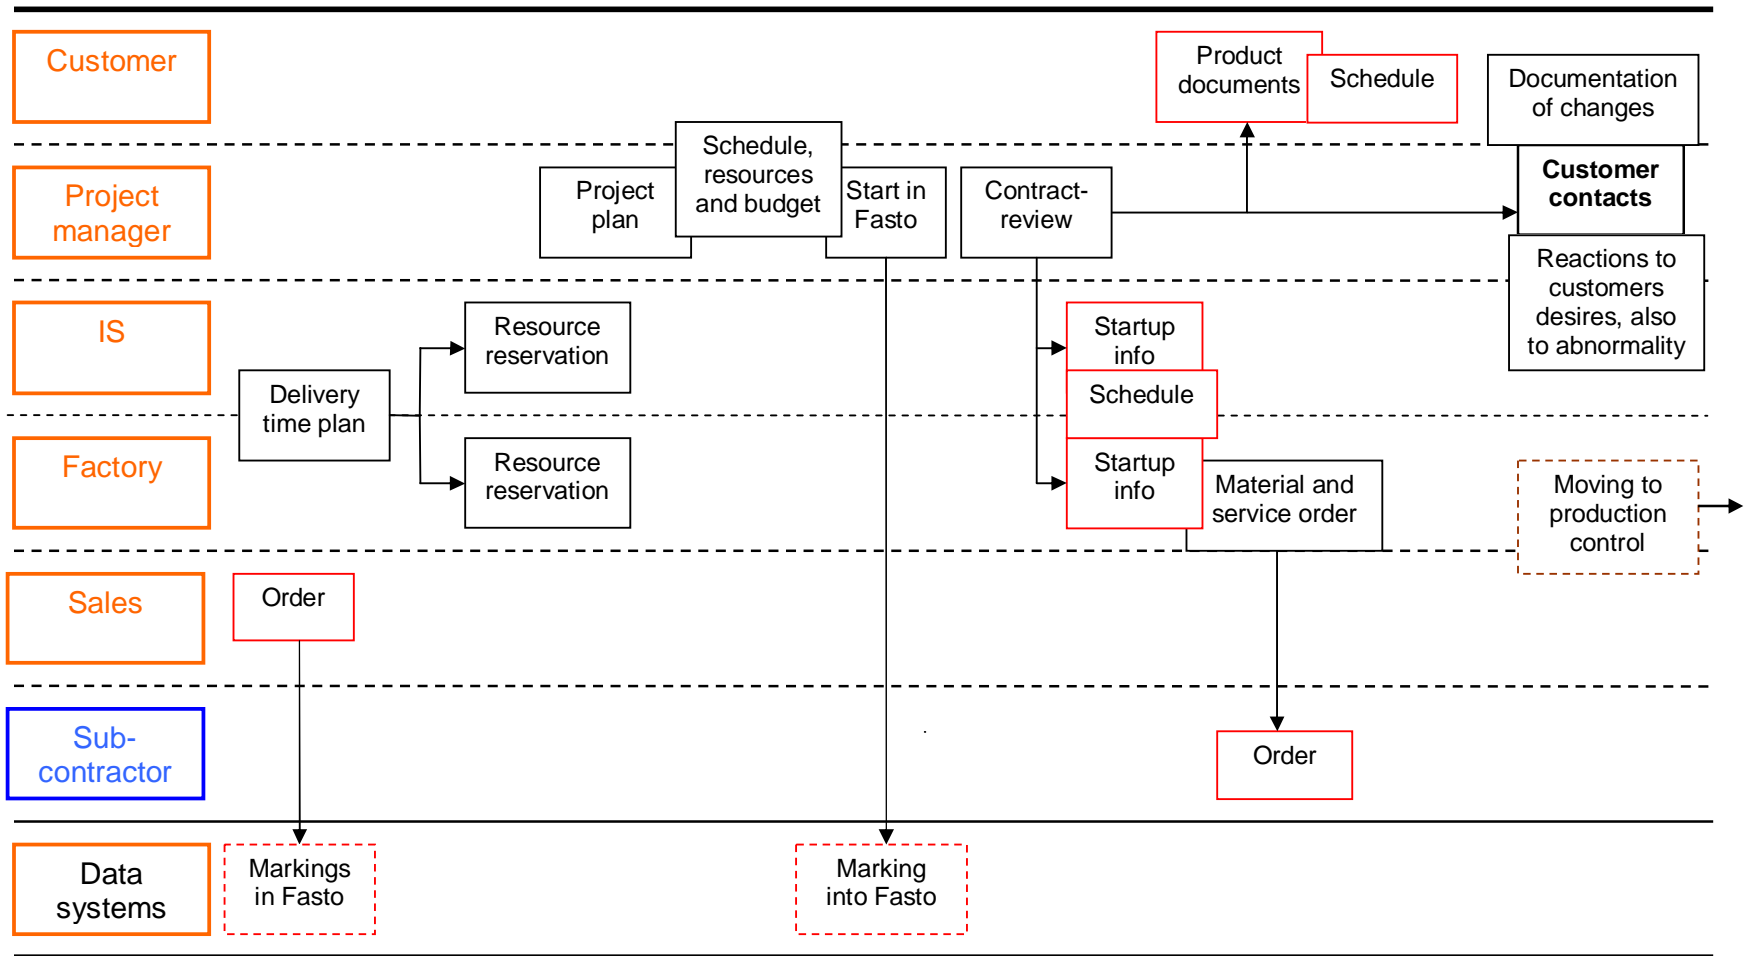 Customer
Product
documents
Schedule
Documentation
of changes
Project
manager
Project
plan
Schedule,
resources
and budget
Start in
Fasto
Contract-
review
Customer
contacts
Reactions to
customers
desires, also
to abnormality
IS
Delivery
time plan
Resource
reservation
Startup
info
Schedule
Factory
Resource
reservation
Startup
info
Material and
service order
Moving to
production
control
Sales
Order
Sub-
contractor
Order
Data
systems
Markings
in Fasto
Marking
into Fasto